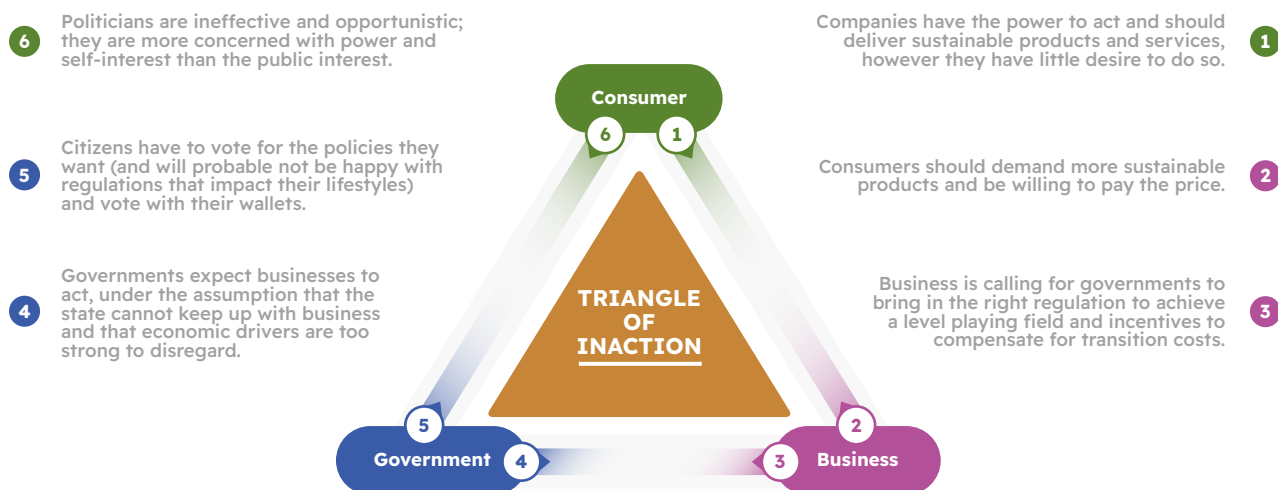 6
Politicians are ineffective and opportunistic;
they are more concerned with power and
self-interest than the public interest.
5
Citizens have to vote for the policies they
want (and will probable not be happy with
regulations that impact their lifestyles)
and vote with their wallets.
4
Governments expect businesses to
act, under the assumption that the
state cannot keep up with business
and that economic drivers are too
strong to disregard.
Consumer
6
1
TRIANGLE
OF
INACTION
5
Government
4
2
3
Business
Companies have the power to act and should
deliver sustainable products and services,
however they have little desire to do so.
1
Consumers should demand more sustainable
products and be willing to pay the price.
2
Business is calling for governments to
bring in the right regulation to achieve
a level playing field and incentives to
compensate for transition costs.
3